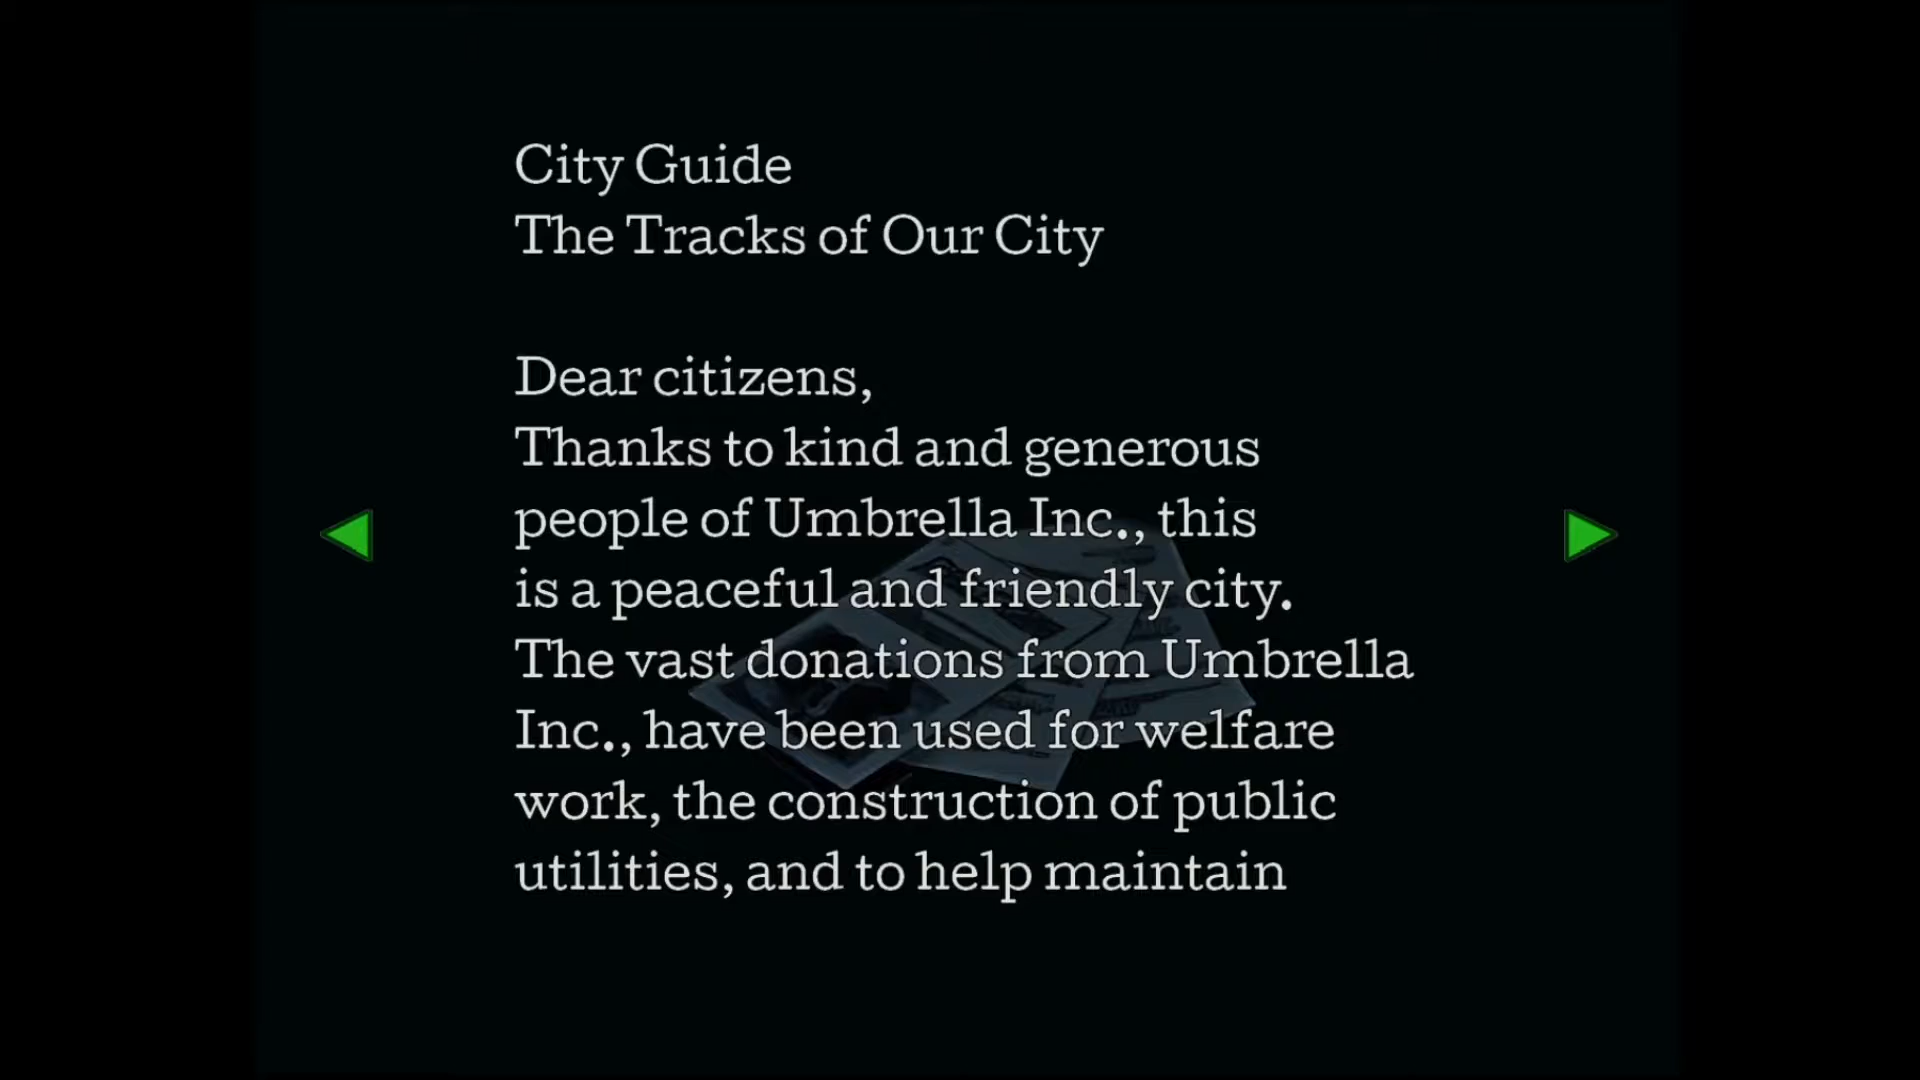 City Guide
The Tracks of Our City
Dear citizens,
Thanks to kind and generous
people of Umbrella Inc., this
is a peaceful and friendly city.
The vast donations from Umbrella
Inc., have been used for welfare
work, the construction of public
utilities, and to help maintain